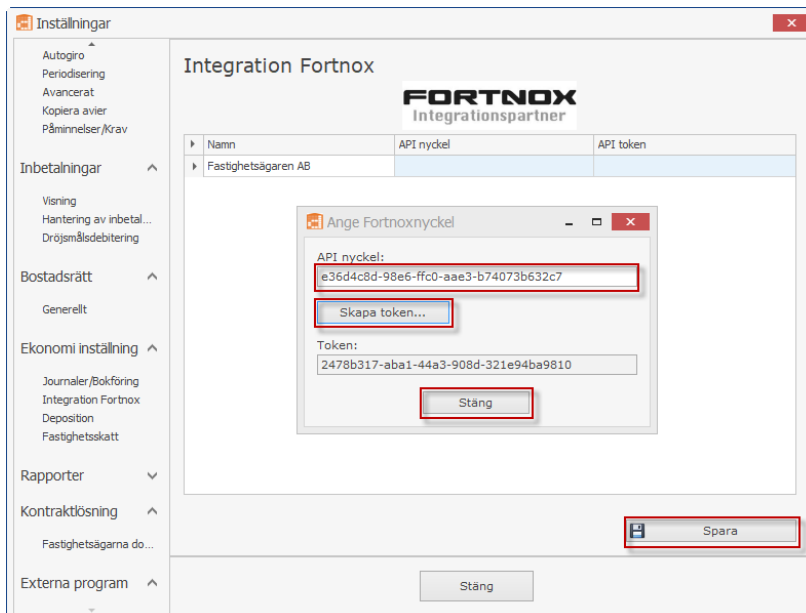 Inställningar
Autogiro
Periodisering
Avancerat
Kopiera avier
Påminnelser/Krav
Inbetalningar
Visning
Hantering av inbetal...
Dröjsmålsdebitering
Bostadsrätt
Generellt
Ekonomi inställning
Journaler/Bokföring
Integration Fortnox
Deposition
Fastighetsskatt
Rapporter
Kontraktlösning
Fastighetsägarna do...
Externa program
Integration Fortnox
FORTNOX
Integrationspartner
Namn API nyckel API token
Fastighetsägaren AB
Ange Fortnoxnyckel
API nyckel:
e36d4c8d-98e6-ffc0-aae3-b74073b632c7
Skapa token...
Token:
2478b317-aba1-44a3-908d-321e94ba9810
Stäng
Spara
Stäng